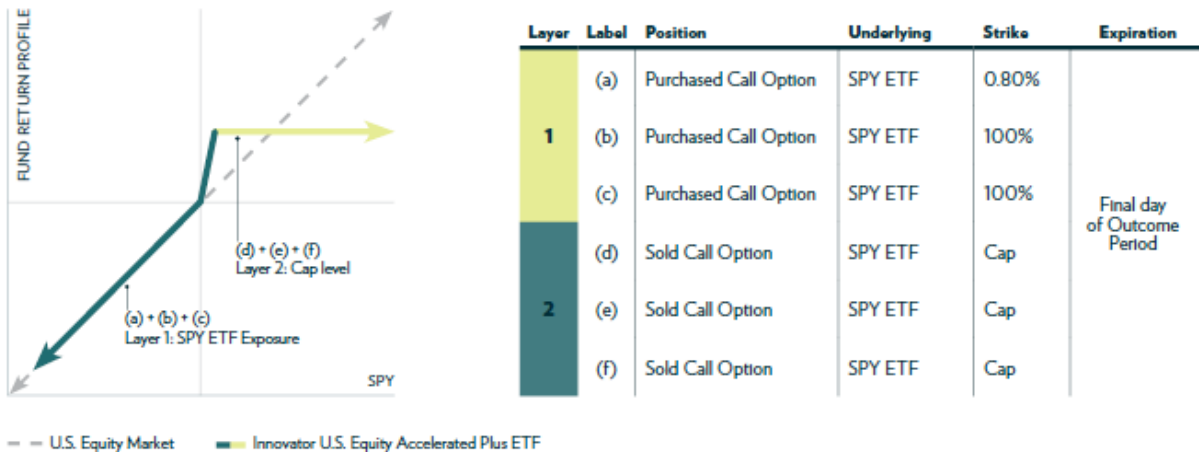 FUND RETURN PROFILE
(d) + (e) + (f)
Layer 2: Cap level
(a) + (b) + (c)
Layer 1: SPY ETF Exposure
SPY
U.S. Equity Market
Innovator U.S. Equity Accelerated Plus ETF
Layer Label Position Underlying Strike Expiration
1
(a) Purchased Call Option SPY ETF 0.80%
(b) Purchased Call Option SPY ETF 100%
(c) Purchased Call Option SPY ETF 100%
2
(d) Sold Call Option SPY ETF Cap
(e) Sold Call Option SPY ETF Cap
(f) Sold Call Option SPY ETF Cap
Final day
of Outcome
Period